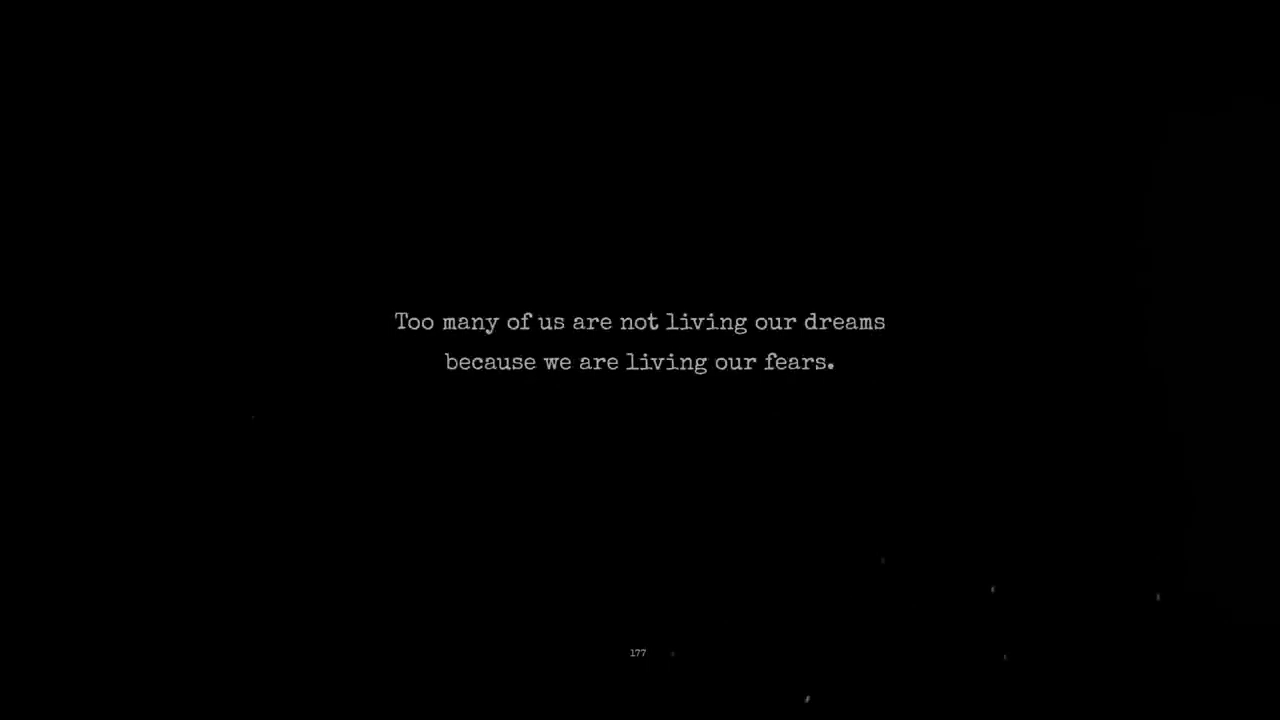 Too many of us are not living our dreams
because we are living our fears.
177